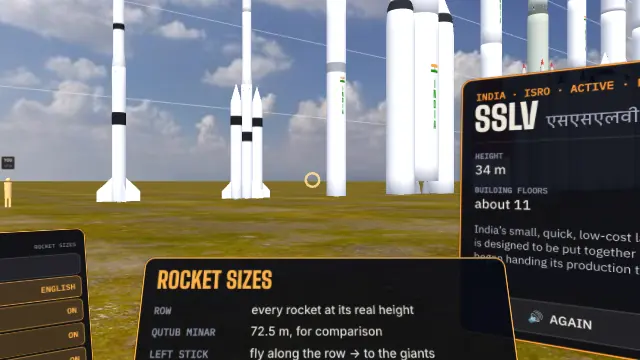 INDIA · ISRO · ACTIVE ·
SSLV एसएसएलवी
HEIGHT
34 m
BUILDING FLOORS
about 11
India's small, quick, low-cost
is designed to be put together
began handing its production
AGAIN
ROCKET SIZES
ENGLISH
ON
ON
ON
ROCKET SIZES
ROW every rocket at its real height
QUTUB MINAR 72.5 m, for comparison
LEFT STICK fly along the row → to the giants